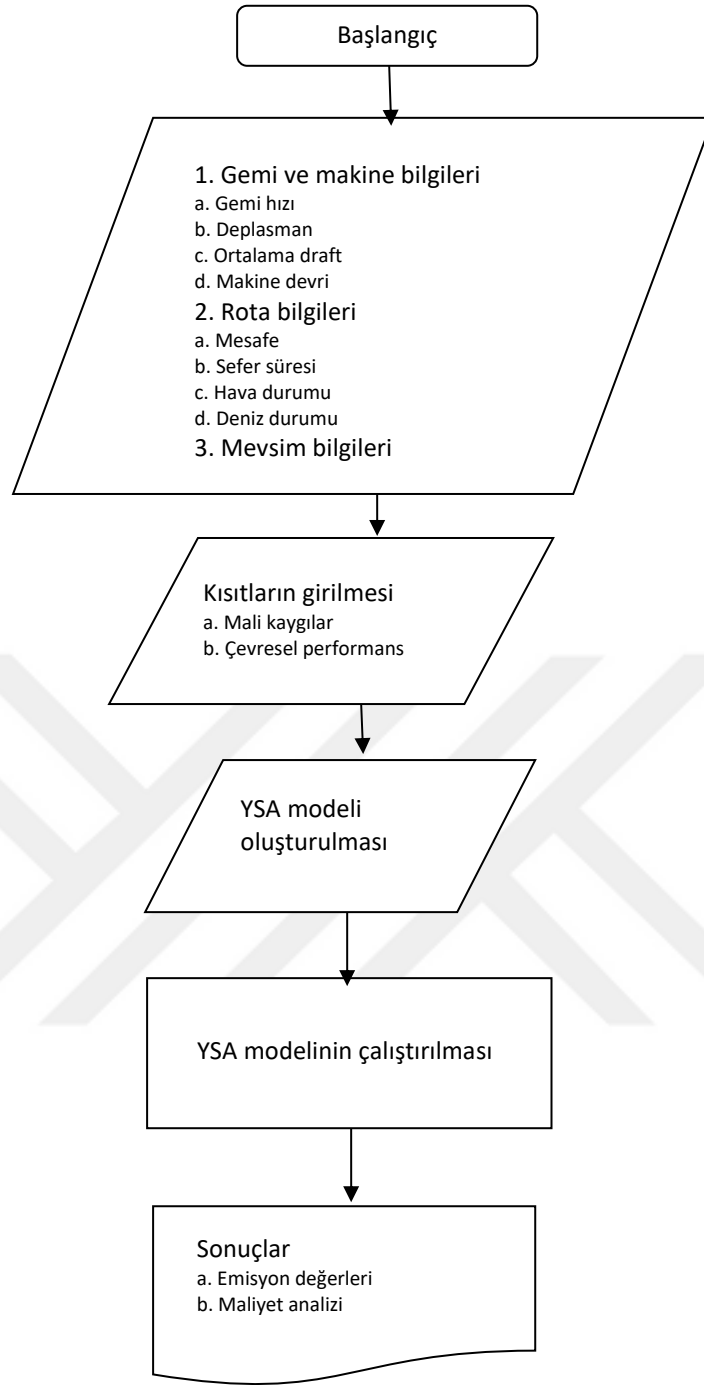 Başlangıç
1. Gemi ve makine bilgileri
a. Gemi hızı
b. Deplasman
c. Ortalama draft
d. Makine devri
2. Rota bilgileri
a. Mesafe
b. Sefer süresi
c. Hava durumu
d. Deniz durumu
3. Mevsim bilgileri
Kısıtların girilmesi
a. Mali kaygılar
b. Çevresel performans
YSA modeli
oluşturulması
YSA modelinin çalıştırılması
Sonuçlar
a. Emisyon değerleri
b. Maliyet analizi